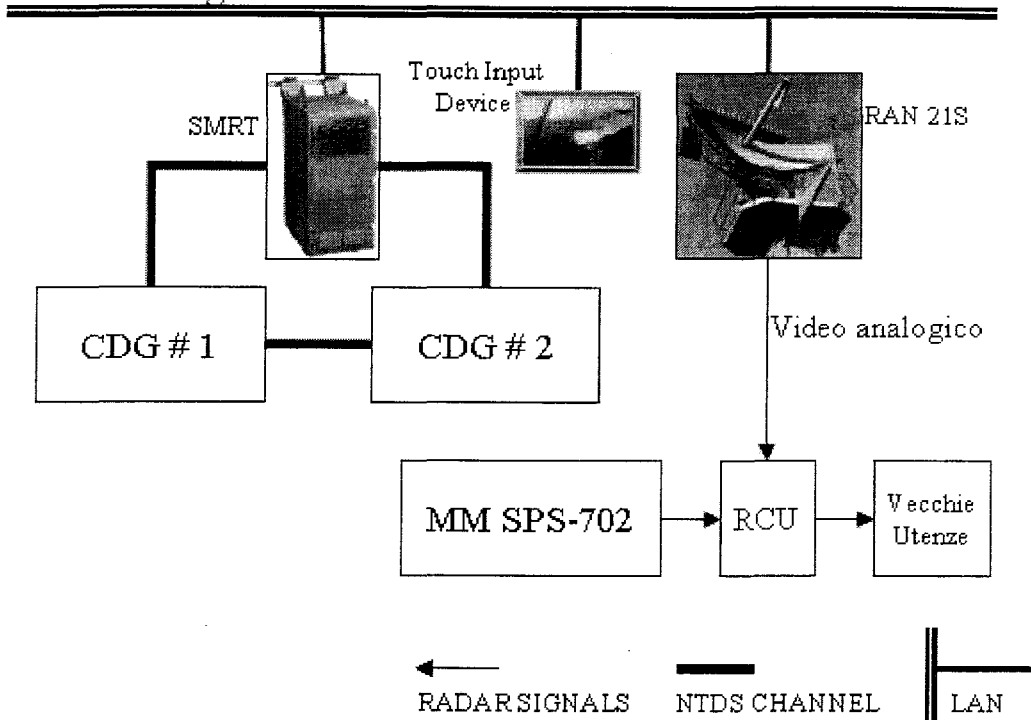 Touch Input
Device
SMRT
RAN 21S
CDG # 1
CDG # 2
Video analogico
MM SPS-702
RCU
Vecchie
Utenze
RADAR SIGNALS
NTDS CHANNEL
LAN